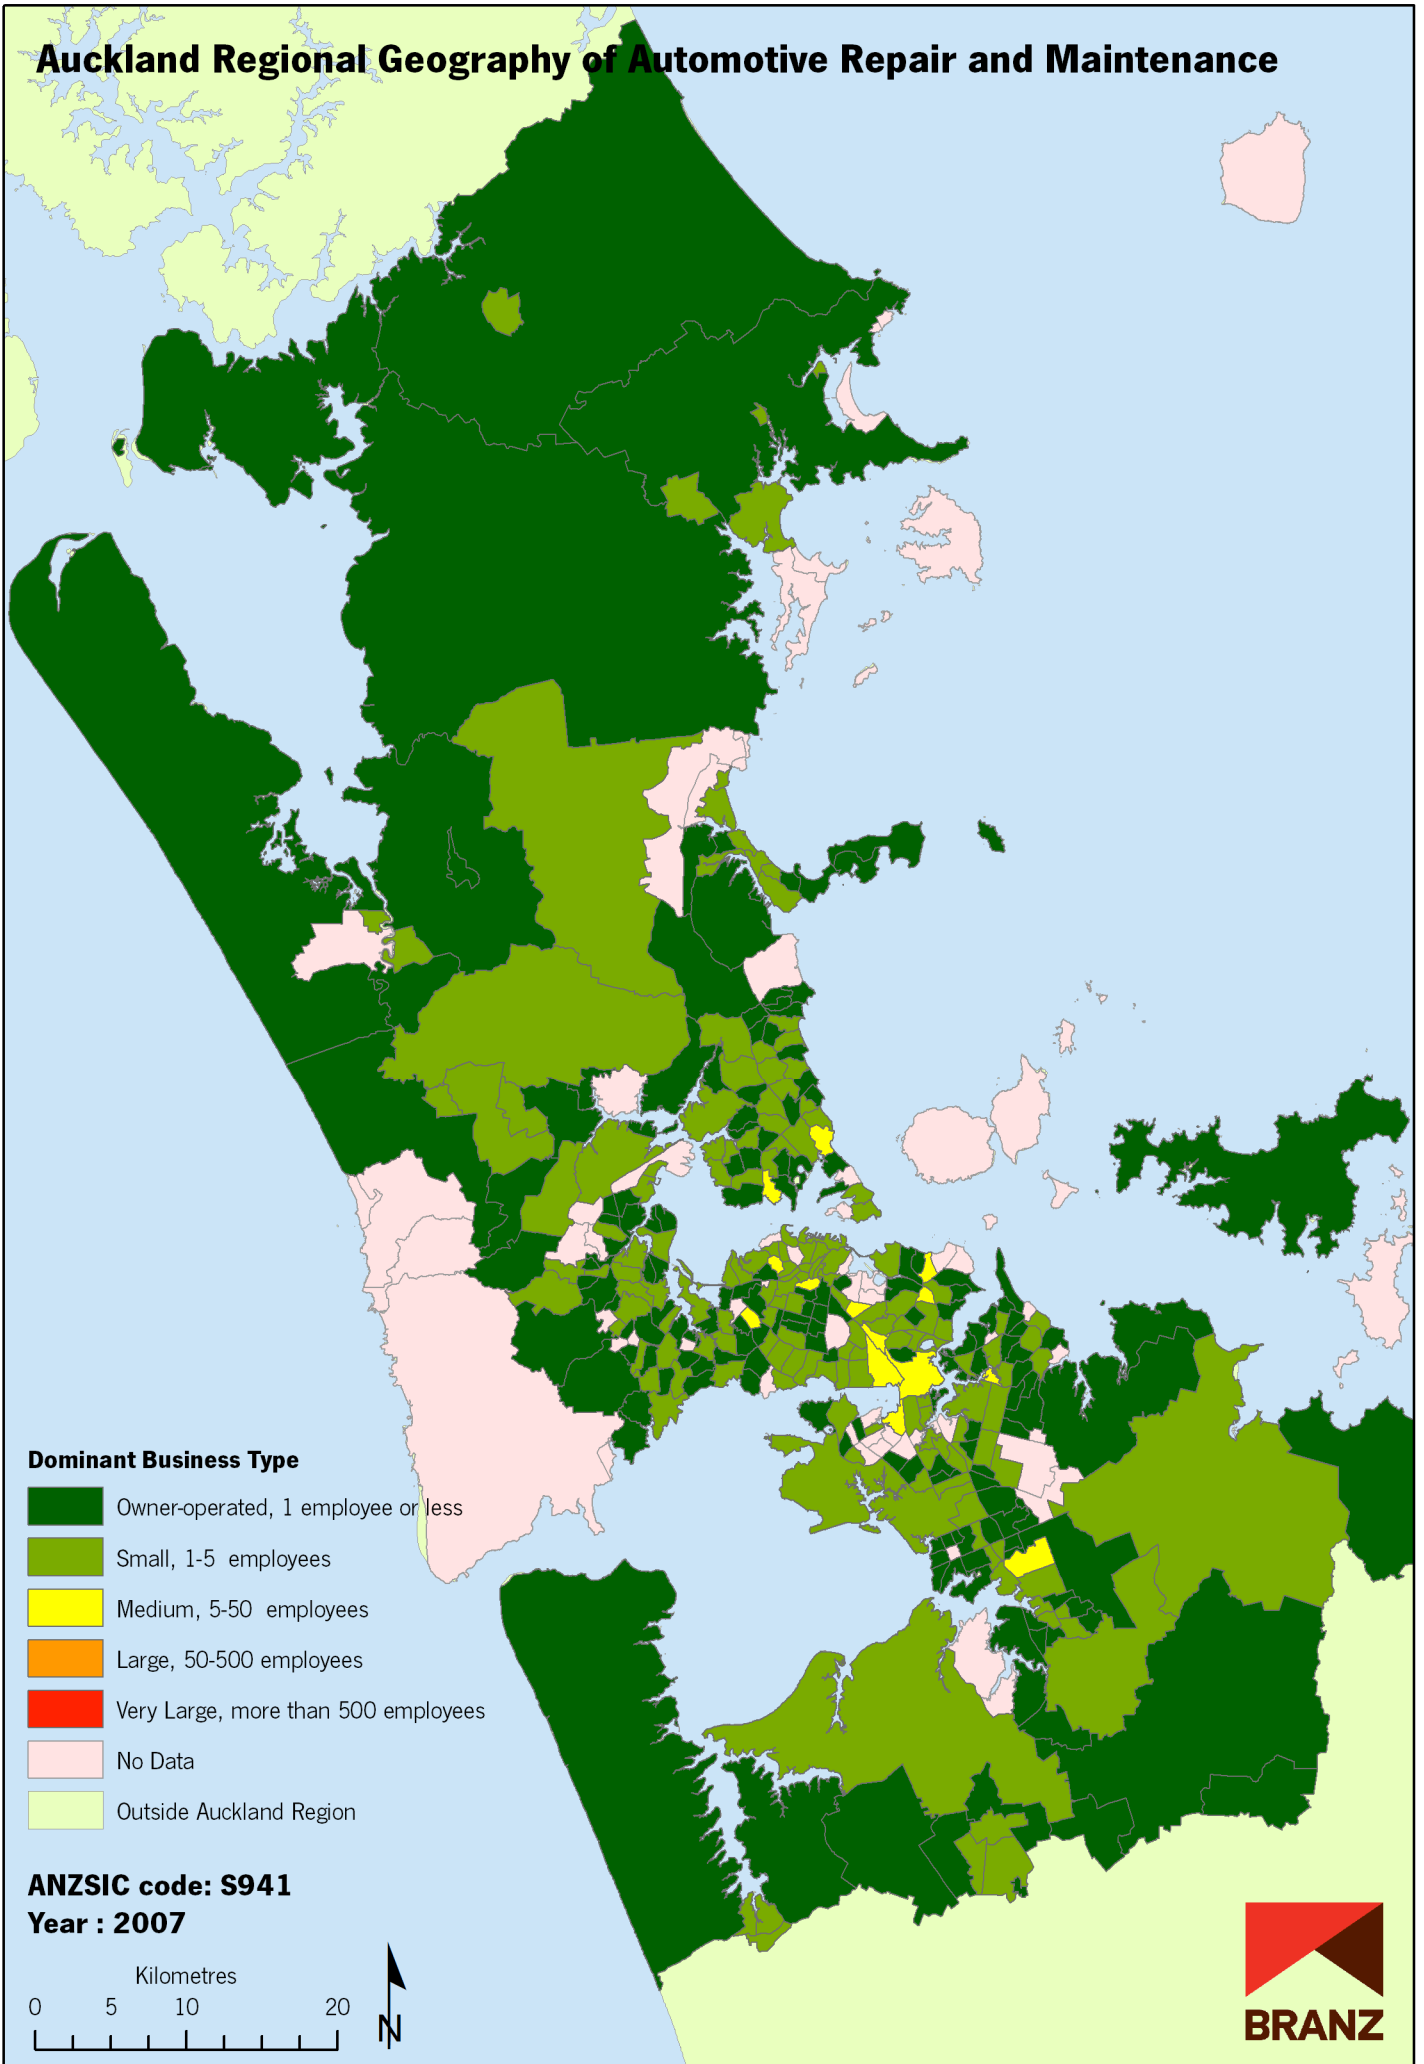 Auckland Regional Geography of Automotive Repair and Maintenance
Dominant Business Type
Owner-operated, 1 employee or less
Small, 1-5 employees
Medium, 5-50 employees
Large, 50-500 employees
Very Large, more than 500 employees
No Data
Outside Auckland Region
ANZSIC code: S941
Year : 2007
Kilometres
0 5 10 20
N
BRANZ